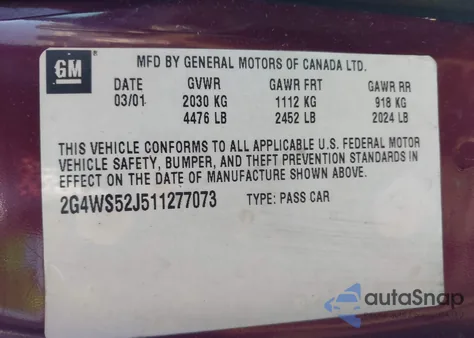 GM
MFD BY GENERAL MOTORS OF CANADA LTD.
DATE GVWR GAWR FRT GAWR RR
03/01 2030 KG 1112 KG 918 KG
4476 LB 2452 LB 2024 LB
THIS VEHICLE CONFORMS TO ALL APPLICABLE U.S. FEDERAL MOTOR
VEHICLE SAFETY, BUMPER, AND THEFT PREVENTION STANDARDS IN
EFFECT ON THE DATE OF MANUFACTURE SHOWN ABOVE.
2G4WS52J511277073 TYPE: PASS CAR
autoSnap